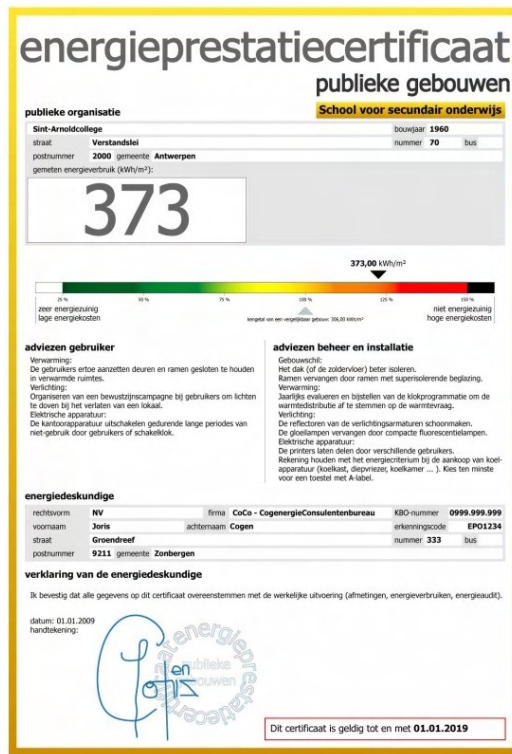 energieprestatiecertificaat
publieke gebouwen
publieke organisatie
School voor secundair onderwijs
Sint-Arnoldcollege bouwjaar 1960
straat Verstandslei nummer 70 bus
postnummer 2000 gemeente Antwerpen
gemeten energieverbruik (kWh/m²):
373
373,00 kWh/m²
25 % 50 % 75 % 100 % 125 % 150 %
zeer energiezuinig
lage energiekosten
kengetal van een vergelijkbaar gebouw: 306,00 kWh/m²
niet energiezuinig
hoge energiekosten
adviezen gebruiker
Verwarming:
De gebruikers ertoe aanzetten deuren en ramen gesloten te houden
in verwarmde ruimtes.
Verlichting:
Organiseren van een bewustzijnscampagne bij gebruikers om lichten
te doven bij het verlaten van een lokaal.
Elektrische apparatuur:
De kantoorapparatuur uitschakelen gedurende lange periodes van
niet-gebruik door gebruikers of schakelklok.
adviezen beheer en installatie
Gebouwschil:
Het dak (of de zoldervloer) beter isoleren.
Ramen vervangen door ramen met superisolerende beglazing.
Verwarming:
Jaarlijks evalueren en bijstellen van de klokprogrammatie om de
warmtedistributie af te stemmen op de warmtevraag.
Verlichting:
De reflectoren van de verlichtingsarmaturen schoonmaken.
De gloeilampen vervangen door compacte fluorescentielampen.
Elektrische apparatuur:
De printers laten delen door verschillende gebruikers.
Rekening houden met het energiecriterium bij de aankoop van koel-
apparatuur (koelkast, diepvriezer, koelkamer ... ). Kies ten minste
voor een toestel met A-label.
energiedeskundige
rechtsvorm NV firma CoCo - CogenergieConsulentenbureau KBO-nummer 0999.999.999
voornaam Joris achternaam Cogen erkenningscode EPO1234
straat Groendreef nummer 333 bus
postnummer 9211 gemeente Zonbergen
verklaring van de energiedeskundige
Ik bevestig dat alle gegevens op dit certificaat overeenstemmen met de werkelijke uitvoering (afmetingen, energieverbruiken, energieaudit).
datum: 01.01.2009
handtekening:
energieprestatiecertificaat
publieke
gebouwen
Dit certificaat is geldig tot en met 01.01.2019